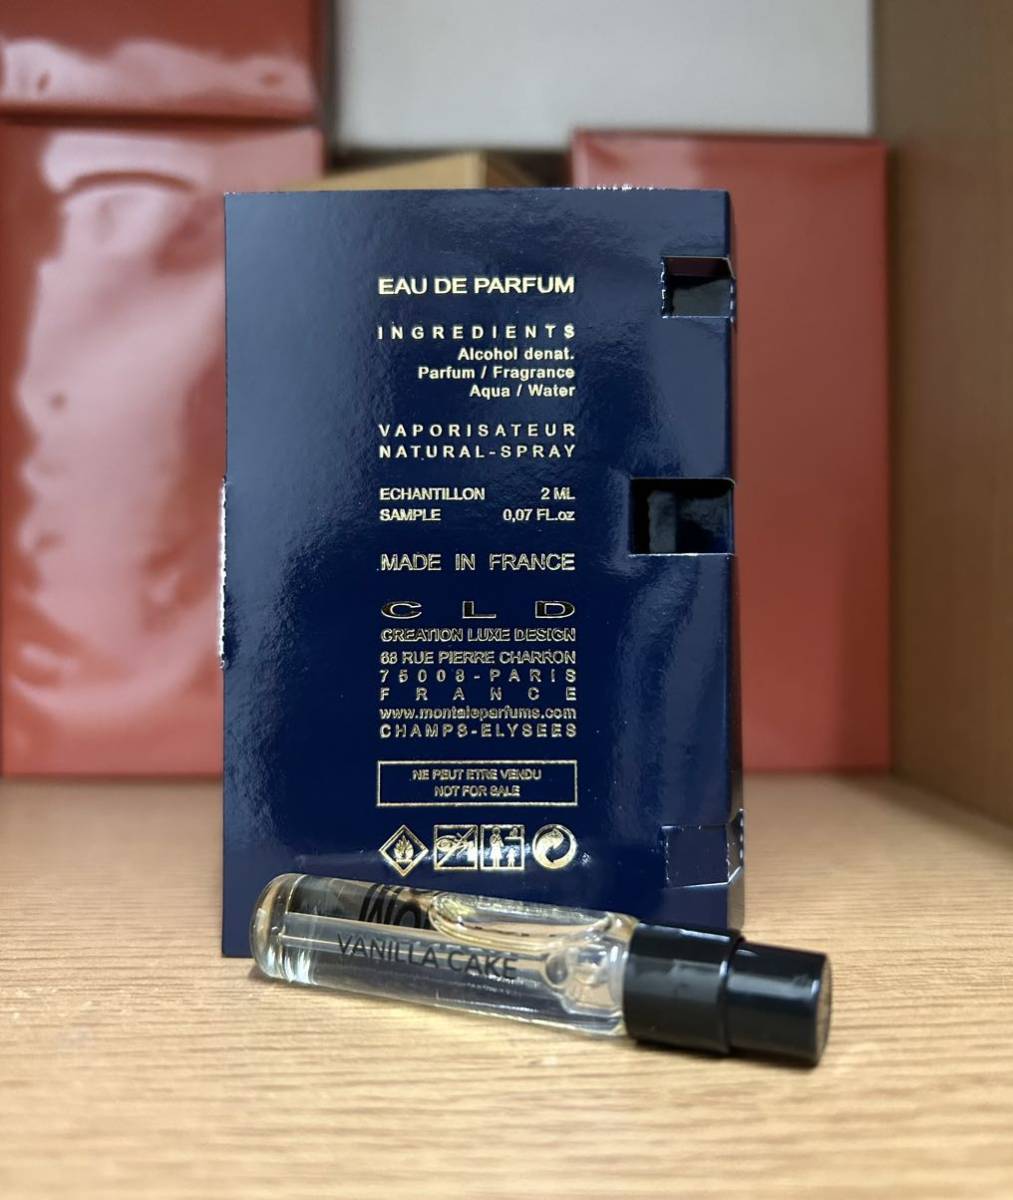 EAU DE PARFUM
INGREDIENTS
Alcohol denat.
Parfum / Fragrance
Aqua / Water
VAPORISATEUR
NATURAL-SPRAY
ECHANTILLON 2 ML
SAMPLE 0,07 FL.oz
MADE IN FRANCE
CLD
CREATION LUXE DESIGN
68 RUE PIERRE CHARRON
75008-PARIS
FRANCE
www.montaleparfums.com
CHAMPS-ELYSEES
NE PEUT ETRE VENDU
NOT FOR SALE
VANILLA CAKE